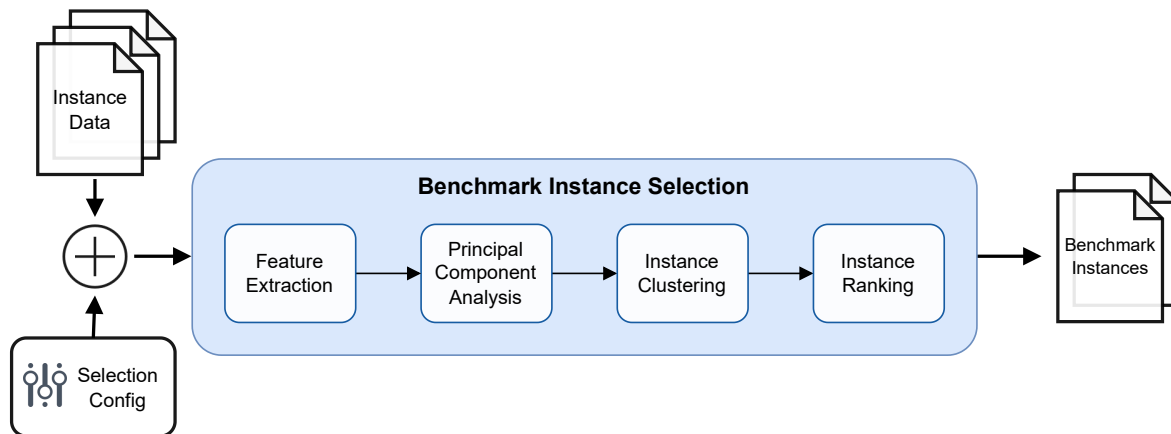 Instance
Data
Benchmark Instance Selection
Feature
Extraction
Principal
Component
Analysis
Instance
Clustering
Instance
Ranking
Benchmark
Instances
Selection
Config